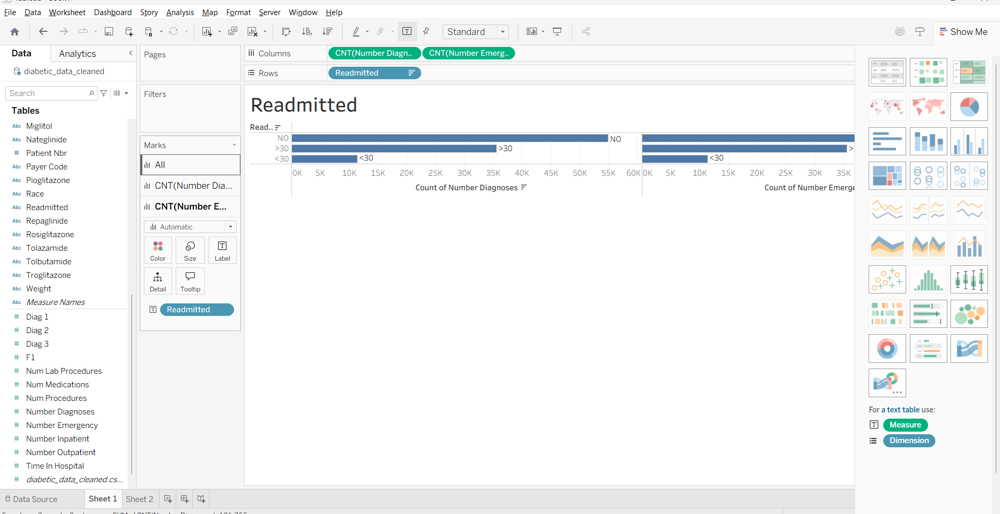 File Data Worksheet Dashboard Story Analysis Map Format Server Window Help
Standard
Show Me
Data Analytics
diabetic_data_cleaned
Search
Tables
Miglitol
Nateglinide
Patient Nbr
Payer Code
Pioglitazone
Race
Readmitted
Repaglinide
Rosiglitazone
Tolazamide
Tolbutamide
Troglitazone
Weight
Measure Names
Diag 1
Diag 2
Diag 3
F1
Num Lab Procedures
Num Medications
Num Procedures
Number Diagnoses
Number Emergency
Number Inpatient
Number Outpatient
Time In Hospital
diabetic_data_cleaned.cs...
Pages
Filters
Marks
All
CNT(Number Dia...
CNT(Number E...
Automatic
Color Size Label
Detail Tooltip
Readmitted
Columns CNT(Number Diagn.. CNT(Number Emerg..
Rows Readmitted
Readmitted
Read..
NO NO
>30 >30
<30 <30 <30
0K 5K 10K 15K 20K 25K 30K 35K 40K 45K 50K 55K 60K 0K 5K 10K 15K 20K 25K 30K 35K
Count of Number Diagnoses Count of Number Emerge
For a text table use:
Measure
Dimension
Data Source Sheet 1 Sheet 2